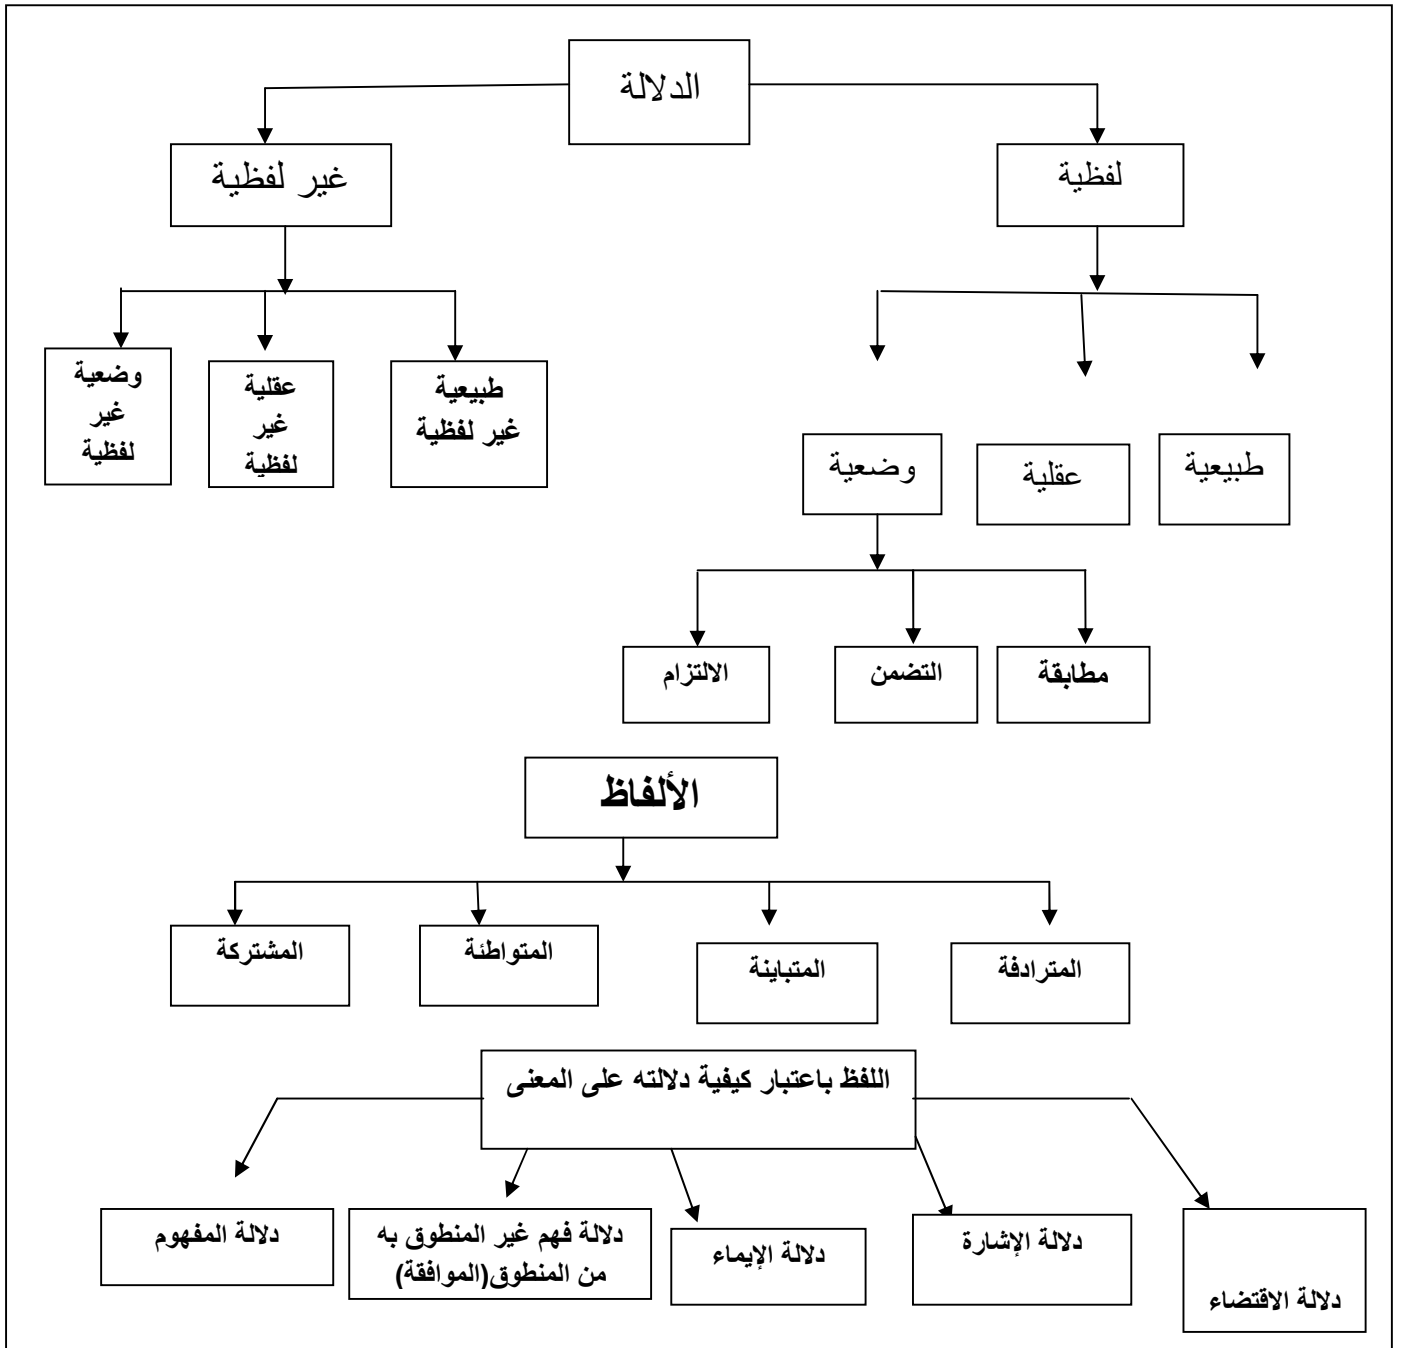 الدلالة
لفظية
غير لفظية
طبيعية
عقلية
وضعية
طبيعية
غير لفظية
عقلية
غير
لفظية
وضعية
غير
لفظية
مطابقة
التضمن
الالتزام
الألفاظ
المترادفة
المتباينة
المتواطئة
المشتركة
اللفظ باعتبار كيفية دلالته على المعنى
دلالة الاقتضاء
دلالة الإشارة
دلالة الإيماء
دلالة فهم غير المنطوق به
من المنطوق(الموافقة)
دلالة المفهوم